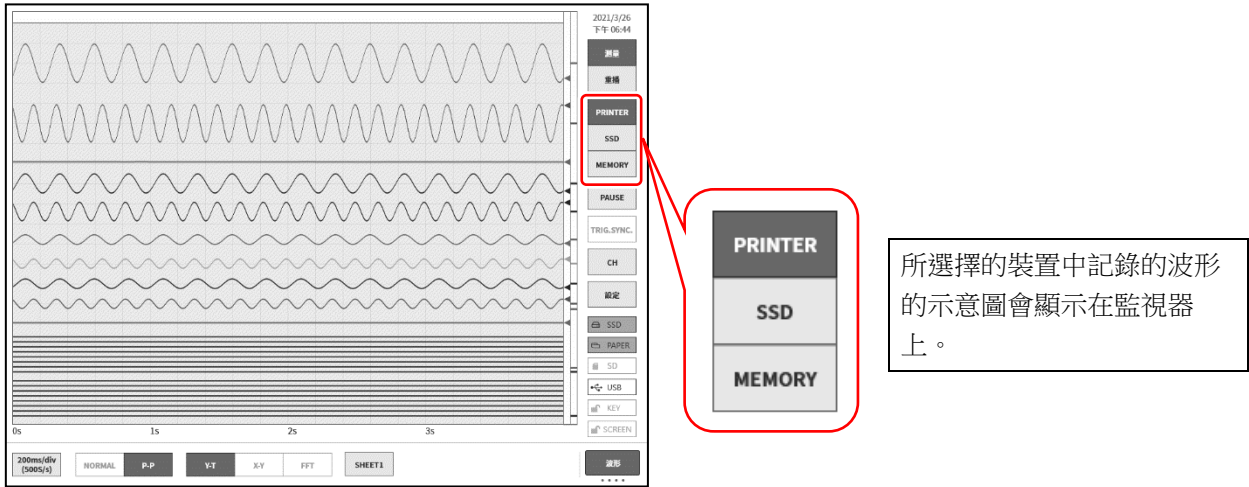 2021/3/26
下午 06:44
測量
重播
PRINTER
SSD
MEMORY
PAUSE
TRIG.SYNC.
CH
設定
SSD
PAPER
SD
USB
KEY
SCREEN
0s 1s 2s 3s
200ms/div
(500S/s)
NORMAL P-P Y-T X-Y FFT SHEET1 波形
PRINTER
SSD
MEMORY
所選擇的裝置中記錄的波形
的示意圖會顯示在監視器
上。